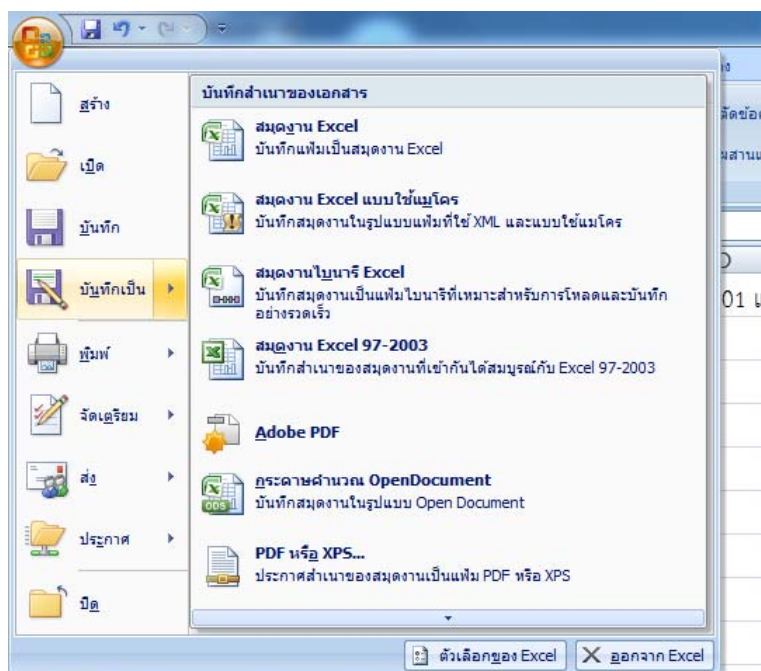 สร้าง
เปิด
บันทึก
บันทึกเป็น
พิมพ์
จัดเตรียม
ส่ง
ประกาศ
ปิด
บันทึกสำเนาของเอกสาร
สมุดงาน Excel
บันทึกแฟ้มเป็นสมุดงาน Excel
สมุดงาน Excel แบบใช้แมโคร
บันทึกสมุดงานในรูปแบบแฟ้มที่ใช้ XML และแบบใช้แมโคร
สมุดงานไบนารี Excel
บันทึกสมุดงานเป็นแฟ้มไบนารีที่เหมาะสำหรับการโหลดและบันทึก
อย่างรวดเร็ว
สมุดงาน Excel 97-2003
บันทึกสำเนาของสมุดงานที่เข้ากันได้สมบูรณ์กับ Excel 97-2003
Adobe PDF
กระดาษคำนวณ OpenDocument
บันทึกสมุดงานในรูปแบบ Open Document
PDF หรือ XPS...
ประกาศสำเนาของสมุดงานเป็นแฟ้ม PDF หรือ XPS
ตัวเลือกของ Excel
ออกจาก Excel
01